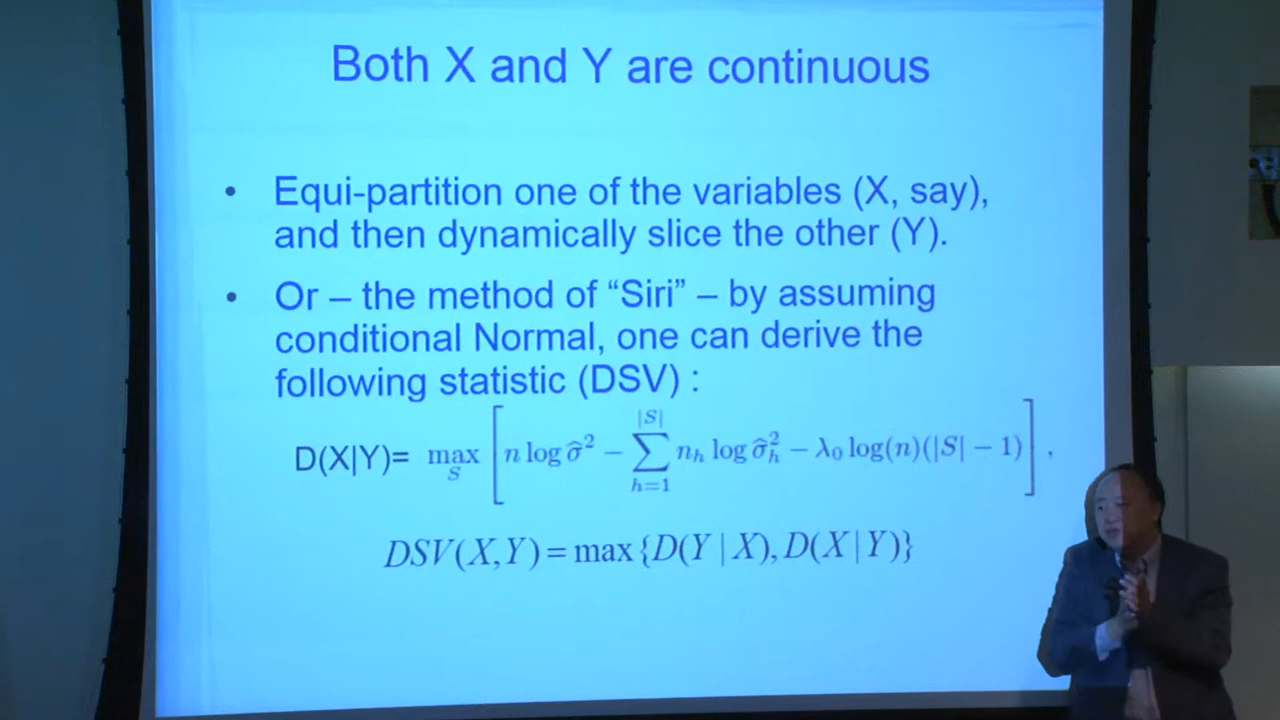 Both X and Y are continuous
• Equi-partition one of the variables (X, say),
and then dynamically slice the other (Y).
• Or – the method of “Siri” – by assuming
conditional Normal, one can derive the
following statistic (DSV) :
D(X|Y)= max_S [ n log σ̂² − ∑_{h=1}^{|S|} n_h log σ̂_h² − λ₀ log(n)(|S| − 1) ] ,
DSV(X,Y) = max{D(Y | X), D(X | Y)}